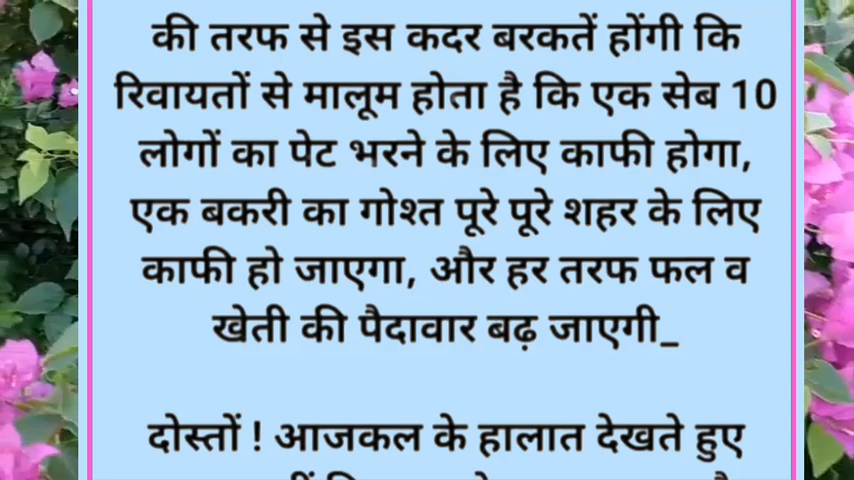 की तरफ से इस कदर बरकतें होंगी कि
रिवायतों से मालूम होता है कि एक सेब 10
लोगों का पेट भरने के लिए काफी होगा,
एक बकरी का गोश्त पूरे पूरे शहर के लिए
काफी हो जाएगा, और हर तरफ फल व
खेती की पैदावार बढ़ जाएगी_
दोस्तों ! आजकल के हालात देखते हुए